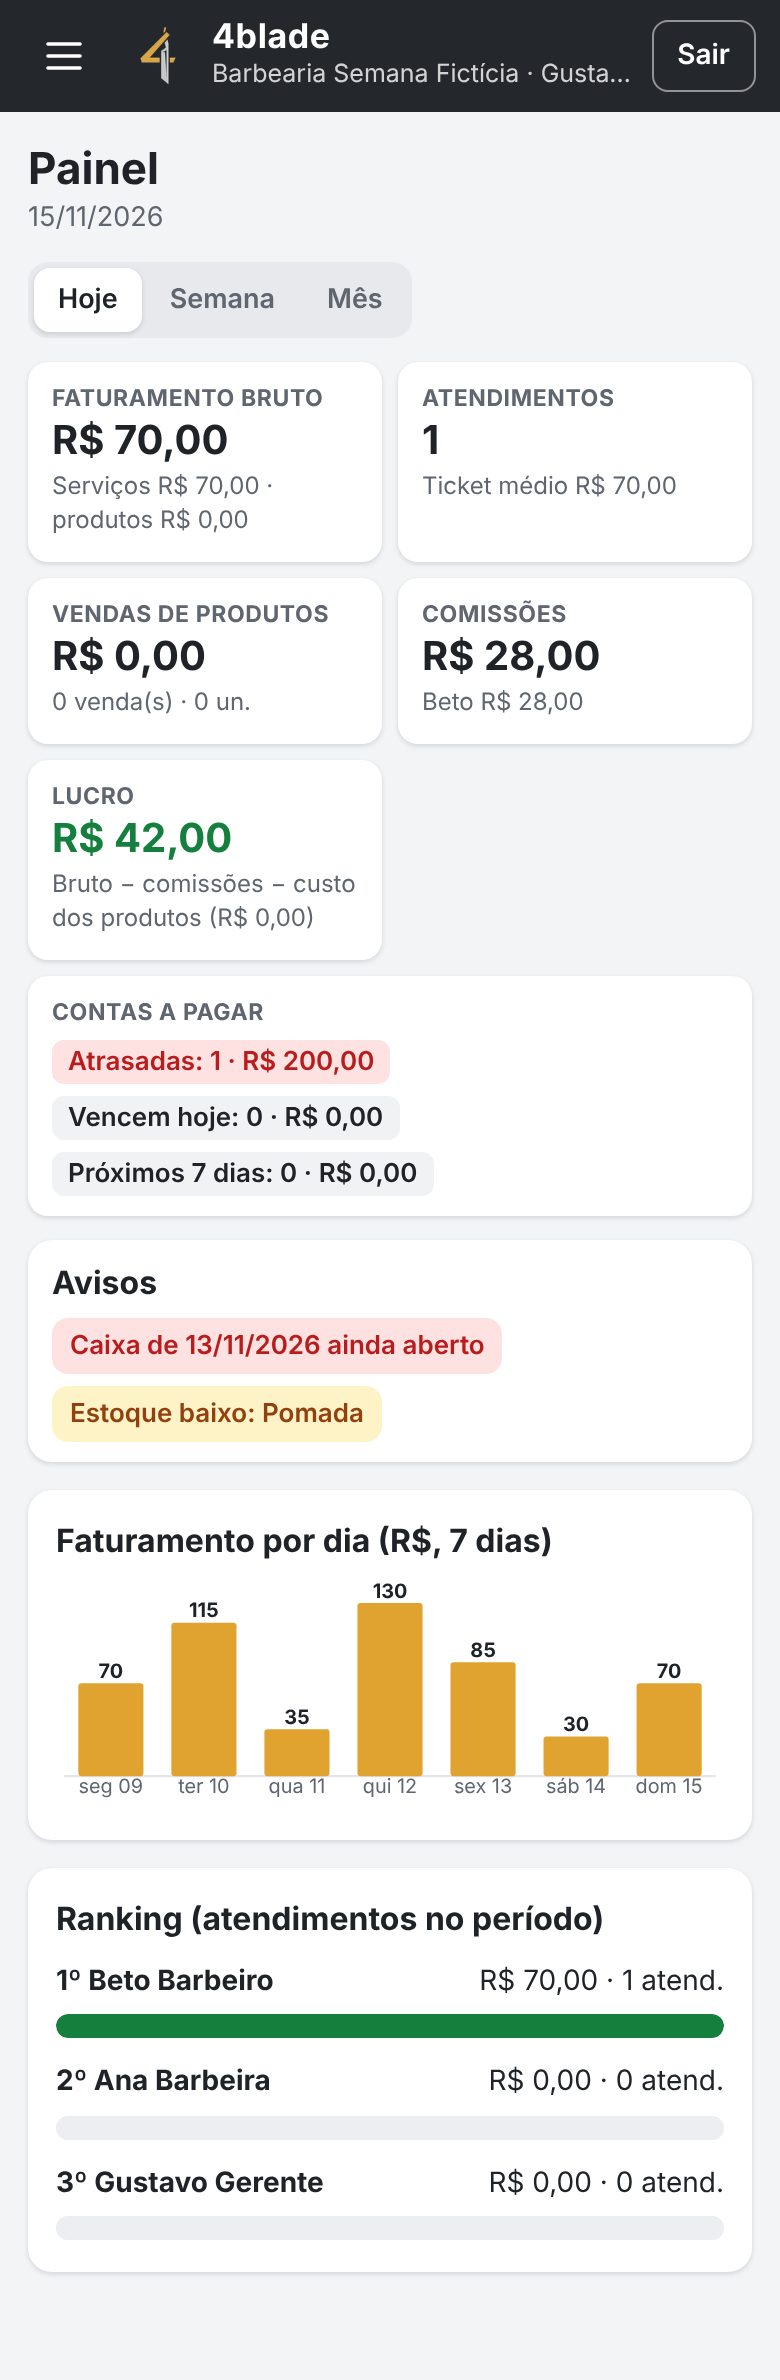 4blade
Barbearia Semana Fictícia · Gusta...
Sair
Painel
15/11/2026
Hoje
Semana
Mês
FATURAMENTO BRUTO
R$ 70,00
Serviços R$ 70,00 ·
produtos R$ 0,00
ATENDIMENTOS
1
Ticket médio R$ 70,00
VENDAS DE PRODUTOS
R$ 0,00
0 venda(s) · 0 un.
COMISSÕES
R$ 28,00
Beto R$ 28,00
LUCRO
R$ 42,00
Bruto − comissões − custo
dos produtos (R$ 0,00)
CONTAS A PAGAR
Atrasadas: 1 · R$ 200,00
Vencem hoje: 0 · R$ 0,00
Próximos 7 dias: 0 · R$ 0,00
Avisos
Caixa de 13/11/2026 ainda aberto
Estoque baixo: Pomada
Faturamento por dia (R$, 7 dias)
70
115
35
130
85
30
70
seg 09
ter 10
qua 11
qui 12
sex 13
sáb 14
dom 15
Ranking (atendimentos no período)
1º Beto Barbeiro
R$ 70,00 · 1 atend.
2º Ana Barbeira
R$ 0,00 · 0 atend.
3º Gustavo Gerente
R$ 0,00 · 0 atend.